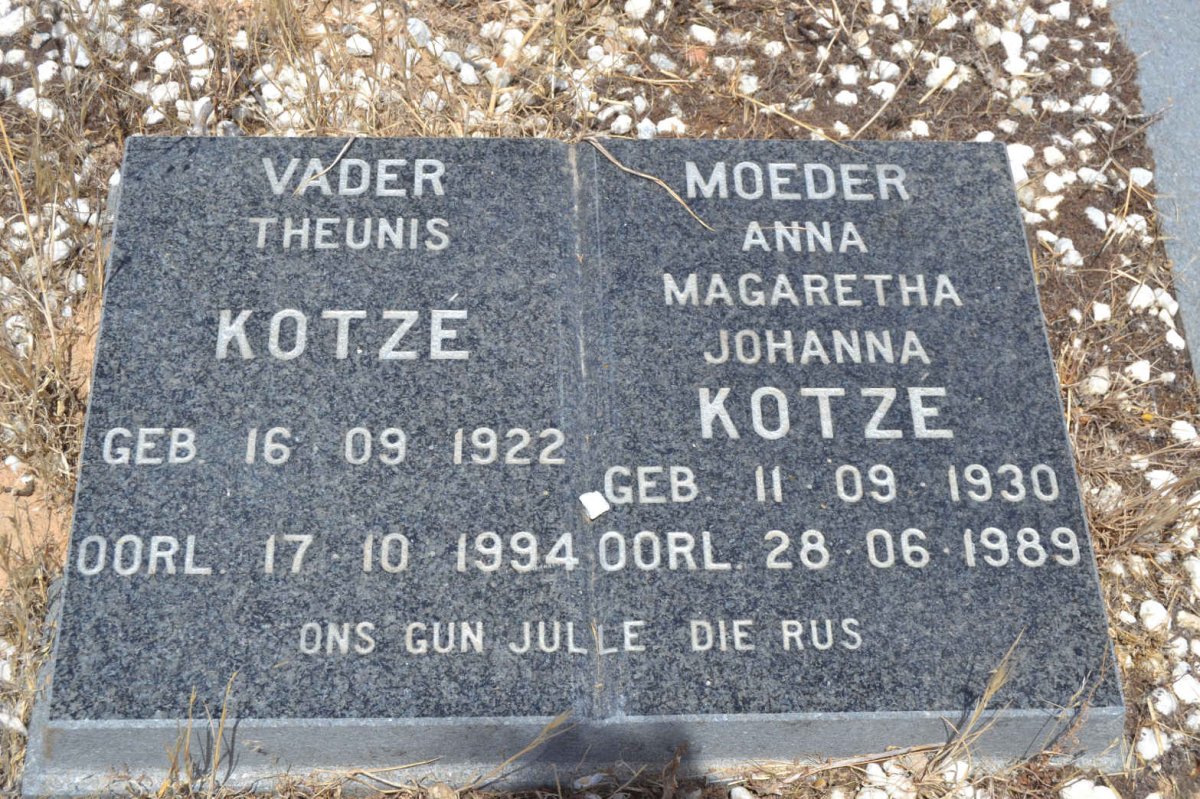 VADER
THEUNIS
KOTZÉ
GEB. 16 · 09 · 1922
OORL. 17 · 10 · 1994
MOEDER
ANNA
MAGARETHA
JOHANNA
KOTZÉ
GEB. 11 · 09 · 1930
OORL. 28 · 06 · 1989
ONS GUN JULLE DIE RUS